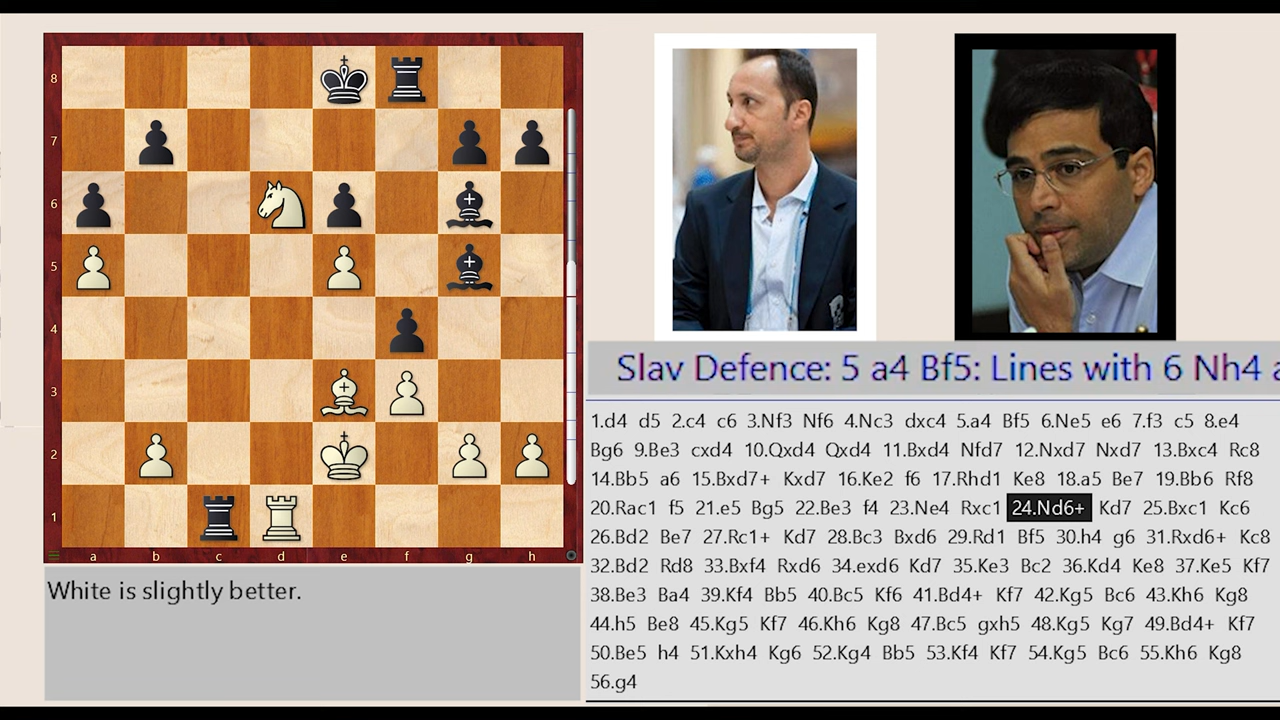 8
7
6
5
4
3
2
1
a b c d e f g h
White is slightly better.
Slav Defence: 5 a4 Bf5: Lines with 6 Nh4 a
1.d4 d5 2.c4 c6 3.Nf3 Nf6 4.Nc3 dxc4 5.a4 Bf5 6.Ne5 e6 7.f3 c5 8.e4
Bg6 9.Be3 cxd4 10.Qxd4 Qxd4 11.Bxd4 Nfd7 12.Nxd7 Nxd7 13.Bxc4 Rc8
14.Bb5 a6 15.Bxd7+ Kxd7 16.Ke2 f6 17.Rhd1 Ke8 18.a5 Be7 19.Bb6 Rf8
20.Rac1 f5 21.e5 Bg5 22.Be3 f4 23.Ne4 Rxc1 24.Nd6+ Kd7 25.Bxc1 Kc6
26.Bd2 Be7 27.Rc1+ Kd7 28.Bc3 Bxd6 29.Rd1 Bf5 30.h4 g6 31.Rxd6+ Kc8
32.Bd2 Rd8 33.Bxf4 Rxd6 34.exd6 Kd7 35.Ke3 Bc2 36.Kd4 Ke8 37.Ke5 Kf7
38.Be3 Ba4 39.Kf4 Bb5 40.Bc5 Kf6 41.Bd4+ Kf7 42.Kg5 Bc6 43.Kh6 Kg8
44.h5 Be8 45.Kg5 Kf7 46.Kh6 Kg8 47.Bc5 gxh5 48.Kg5 Kg7 49.Bd4+ Kf7
50.Be5 h4 51.Kxh4 Kg6 52.Kg4 Bb5 53.Kf4 Kf7 54.Kg5 Bc6 55.Kh6 Kg8
56.g4